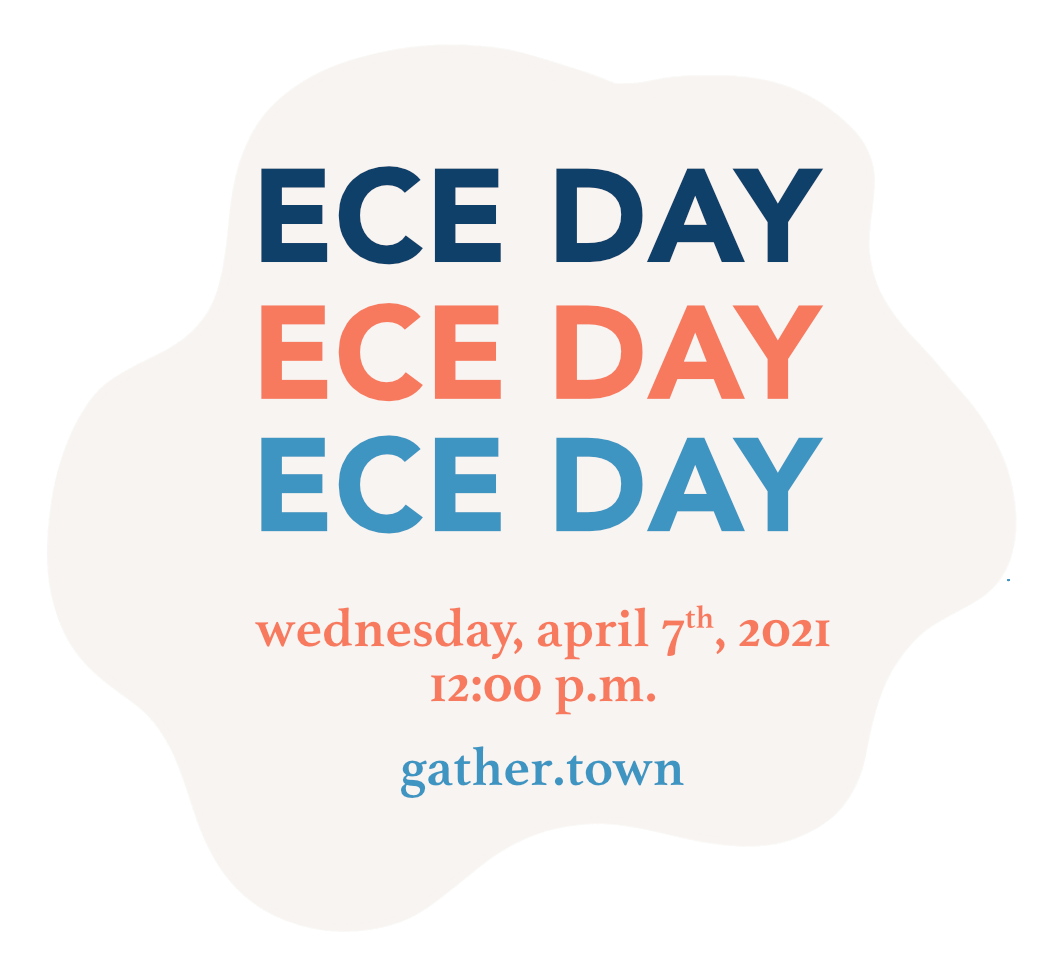 ECE DAY
ECE DAY
ECE DAY
wednesday, april 7th, 2021
12:00 p.m.
gather.town